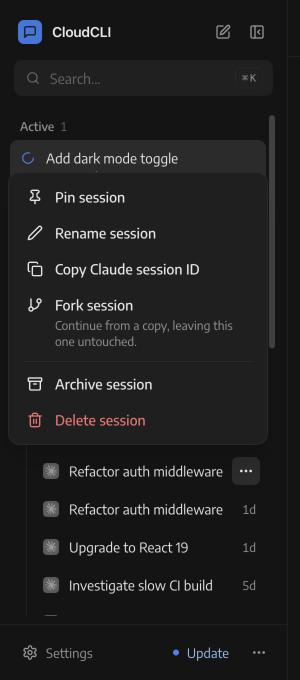 CloudCLI
Search...
⌘K
Active 1
Add dark mode toggle
Pin session
Rename session
Copy Claude session ID
Fork session
Continue from a copy, leaving this
one untouched.
Archive session
Delete session
Refactor auth middleware
Refactor auth middleware 1d
Upgrade to React 19 1d
Investigate slow CI build 5d
Settings
Update